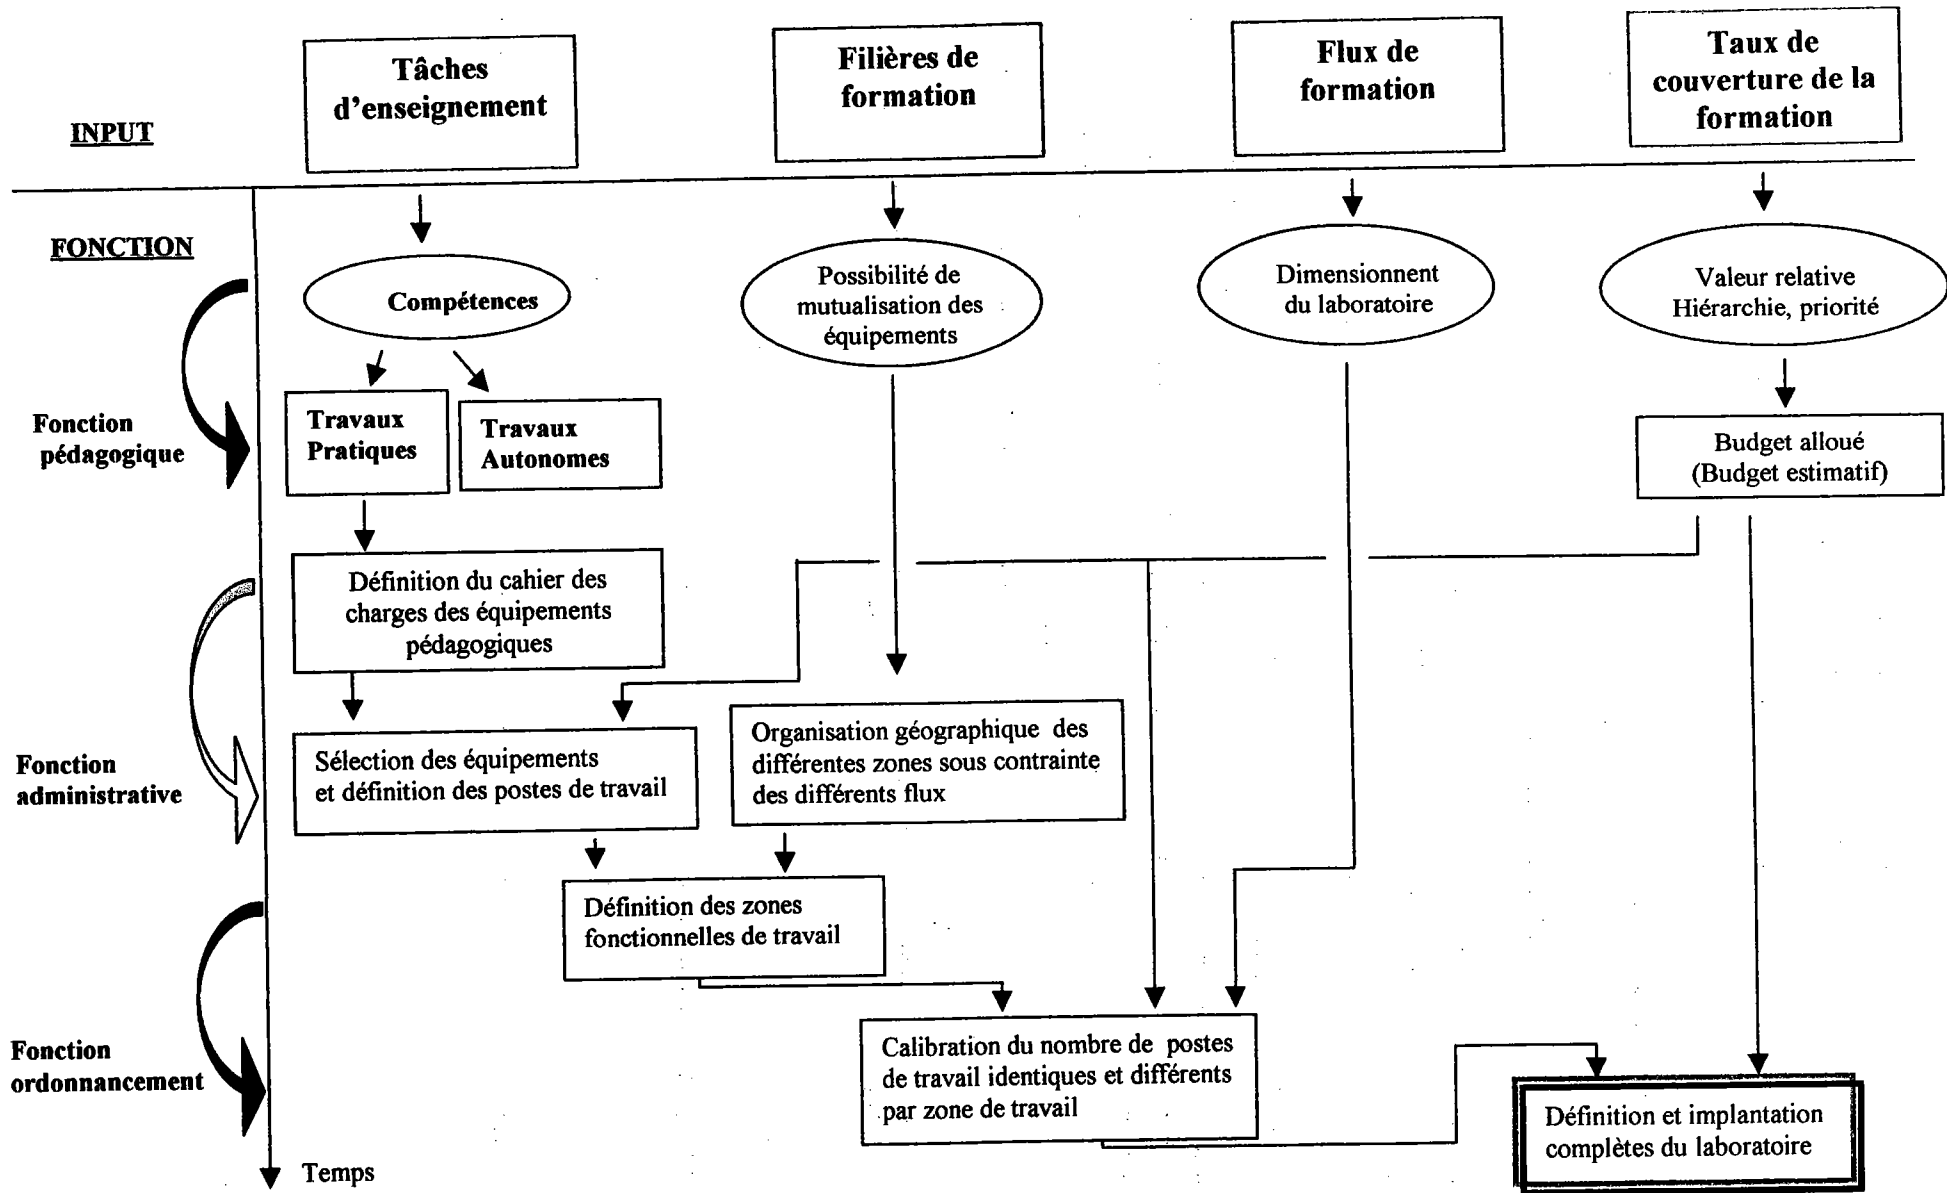 Tâches
d'enseignement
Filières de
formation
Flux de
formation
Taux de
couverture de la
formation
INPUT
FONCTION
Compétences
Possibilité de
mutualisation des
équipements
Dimensionnent
du laboratoire
Valeur relative
Hiérarchie, priorité
Fonction
pédagogique
Travaux
Pratiques
Travaux
Autonomes
Budget alloué
(Budget estimatif)
Définition du cahier des
charges des équipements
pédagogiques
Fonction
administrative
Sélection des équipements
et définition des postes de travail
Organisation géographique des
différentes zones sous contrainte
des différents flux
Définition des zones
fonctionnelles de travail
Fonction
ordonnancement
Calibration du nombre de postes
de travail identiques et différents
par zone de travail
Définition et implantation
complètes du laboratoire
Temps